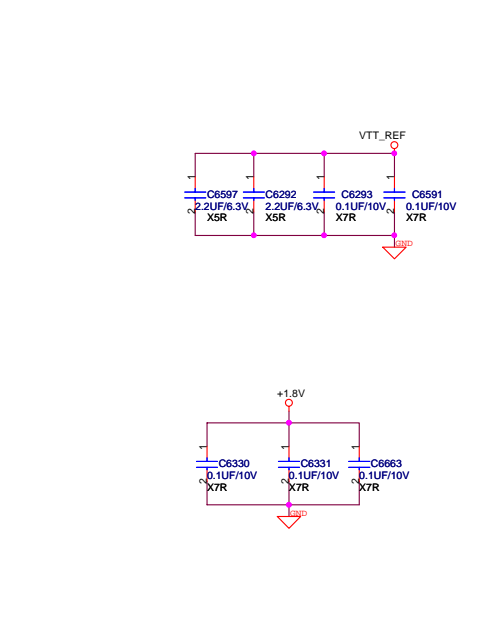 VTT_REF
1
1
1
1
C6597
C6292
C6293
C6591
2.2UF/6.3V
2.2UF/6.3V
0.1UF/10V
0.1UF/10V
2
2
2
2
X5R
X5R
X7R
X7R
GND
+1.8V
1
1
1
C6330
C6331
C6663
0.1UF/10V
0.1UF/10V
0.1UF/10V
2
2
2
X7R
X7R
X7R
GND